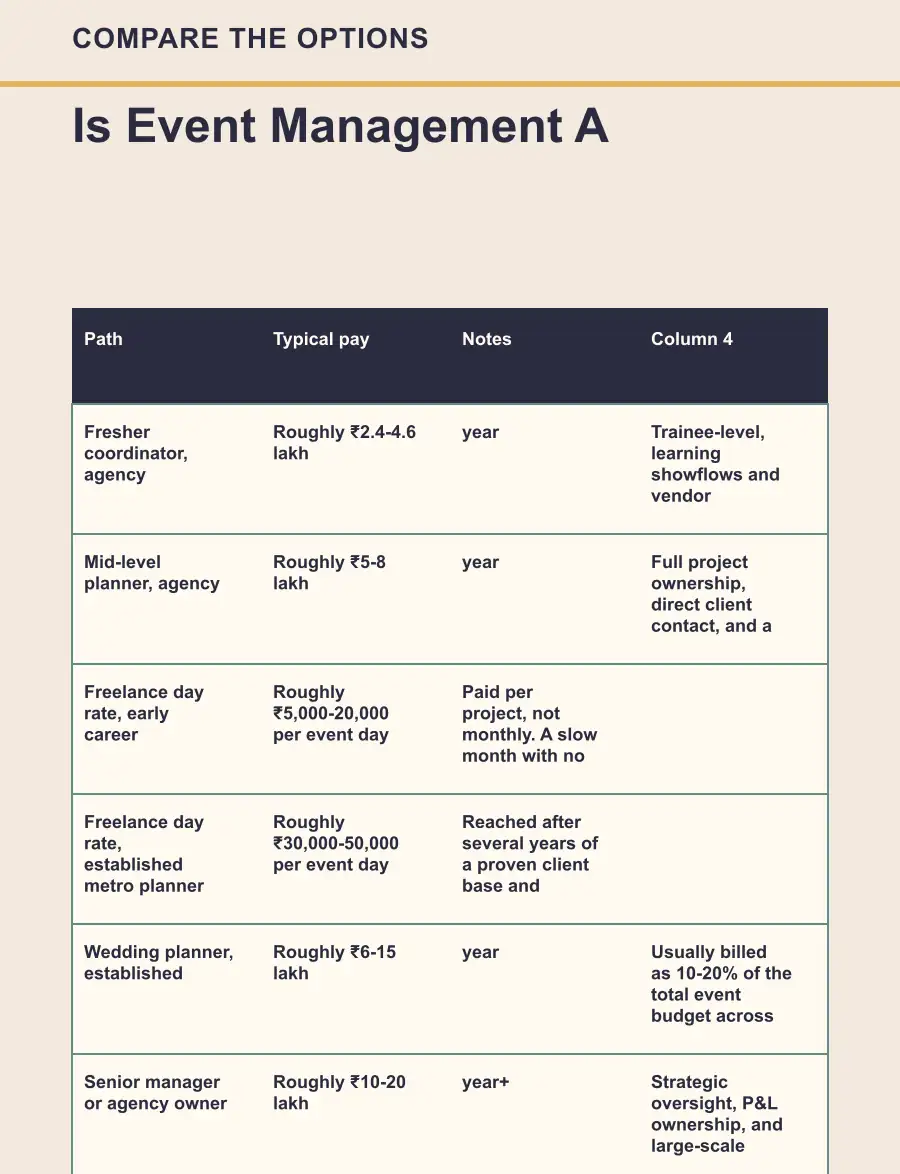 COMPARE THE OPTIONS
Is Event Management A
Path
Typical pay
Notes
Column 4
Fresher
coordinator,
agency
Roughly ₹2.4-4.6
lakh
year
Trainee-level,
learning
showflows and
vendor
Mid-level
planner, agency
Roughly ₹5-8
lakh
year
Full project
ownership,
direct client
contact, and a
Freelance day
rate, early
career
Roughly
₹5,000-20,000
per event day
Paid per
project, not
monthly. A slow
month with no
Freelance day
rate,
established
metro planner
Roughly
₹30,000-50,000
per event day
Reached after
several years of
a proven client
base and
Wedding planner,
established
Roughly ₹6-15
lakh
year
Usually billed
as 10-20% of the
total event
budget across
Senior manager
or agency owner
Roughly ₹10-20
lakh
year+
Strategic
oversight, P&L
ownership, and
large-scale